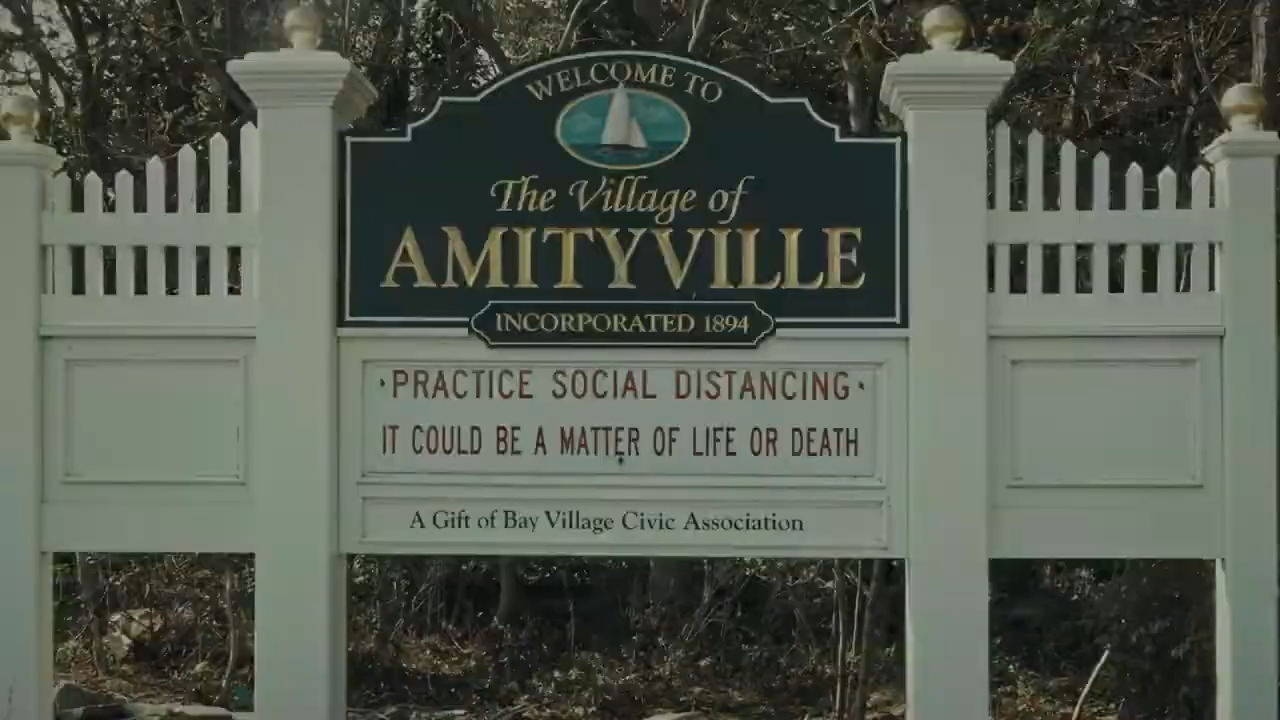 WELCOME TO
The Village of
AMITYVILLE
INCORPORATED 1894
·PRACTICE SOCIAL DISTANCING·
IT COULD BE A MATTER OF LIFE OR DEATH
A Gift of Bay Village Civic Association